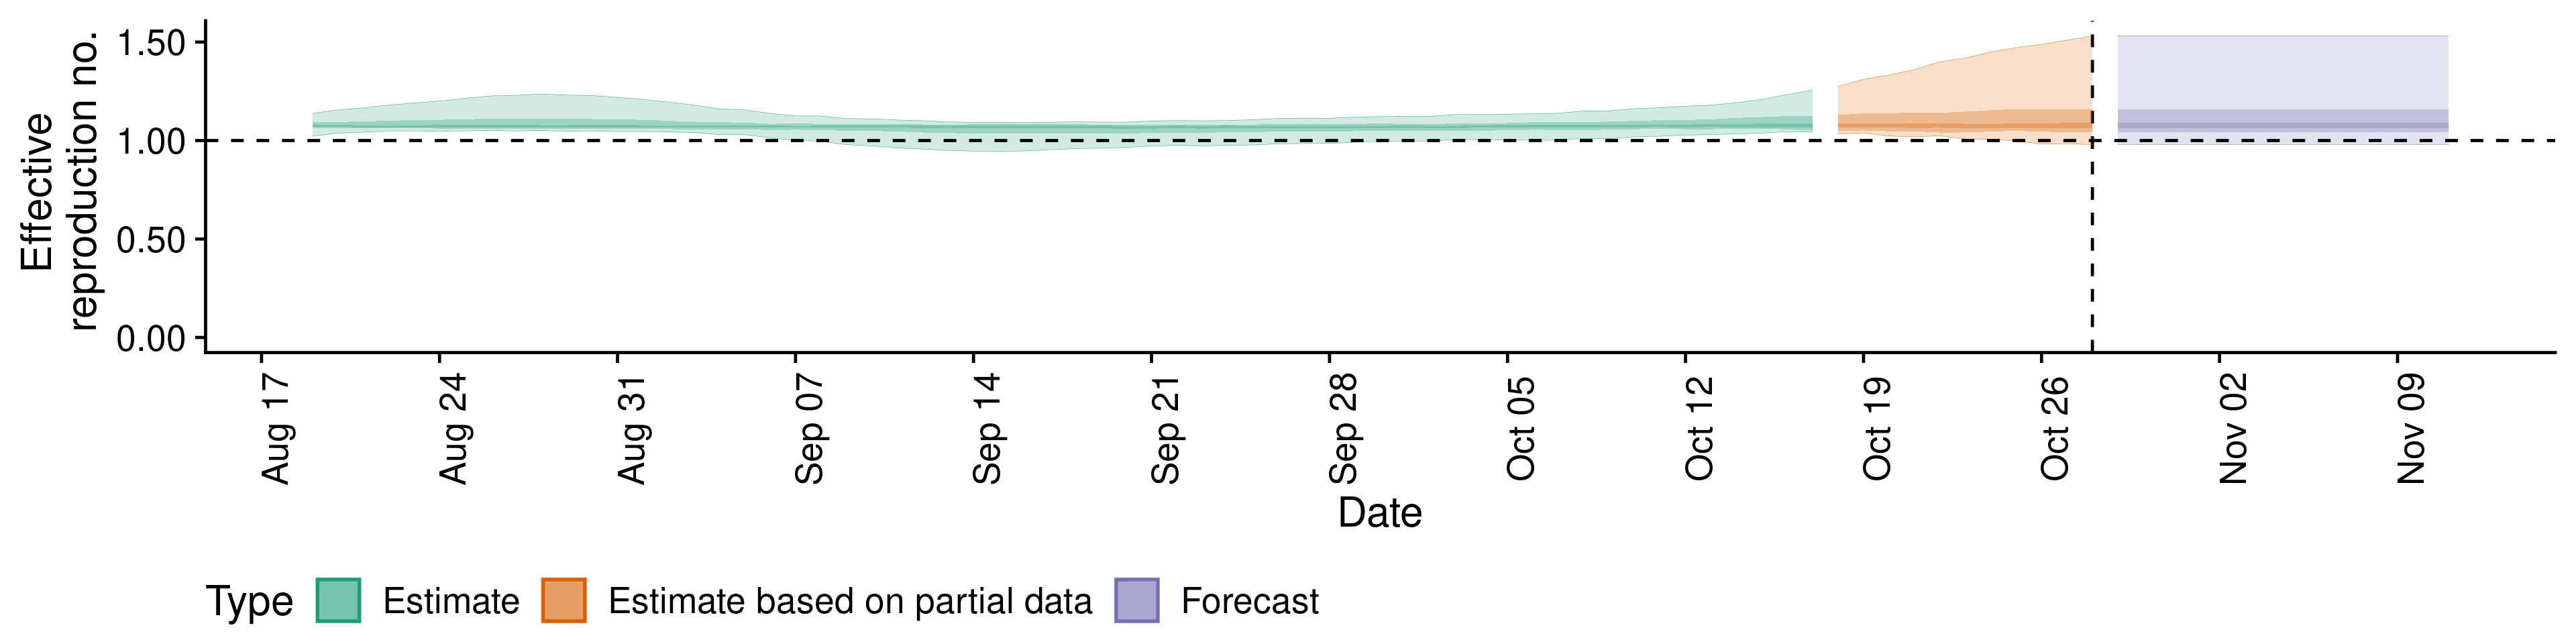 Effective
reproduction no.
1.50
1.00
0.50
0.00
Aug 17
Aug 24
Aug 31
Sep 07
Sep 14
Sep 21
Sep 28
Oct 05
Oct 12
Oct 19
Oct 26
Nov 02
Nov 09
Date
Type Estimate Estimate based on partial data Forecast